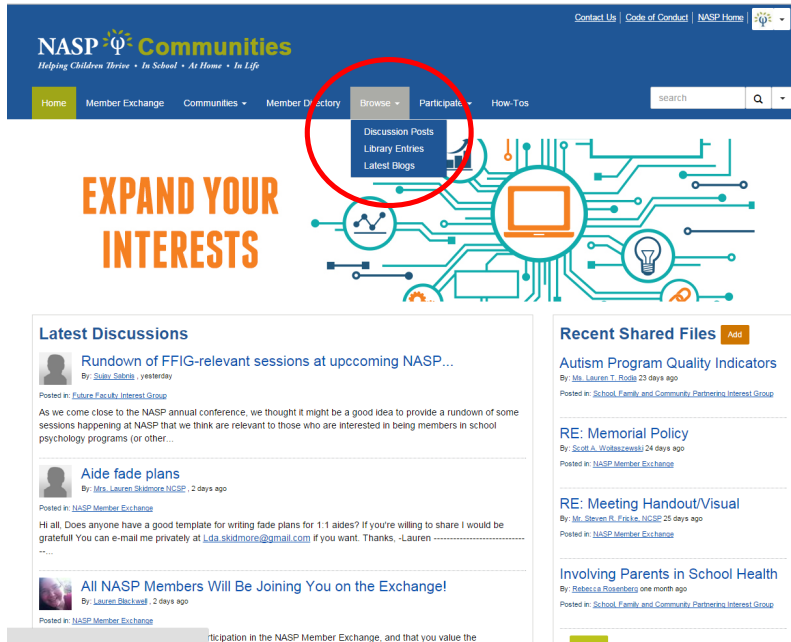 Contact Us | Code of Conduct | NASP Home |
NASP Communities
Helping Children Thrive • In School • At Home • In Life
Home Member Exchange Communities Member Directory Browse Participate How-Tos search
Discussion Posts
Library Entries
Latest Blogs
EXPAND YOUR
INTERESTS
Latest Discussions
Rundown of FFIG-relevant sessions at upccoming NASP...
By: Sujay Sabnis , yesterday
Posted in: Future Faculty Interest Group
As we come close to the NASP annual conference, we thought it might be a good idea to provide a rundown of some
sessions happening at NASP that we think are relevant to those who are interested in being members in school
psychology programs (or other...
Aide fade plans
By: Mrs. Lauren Skidmore NCSP , 2 days ago
Posted in: NASP Member Exchange
Hi all, Does anyone have a good template for writing fade plans for 1:1 aides? If you're willing to share I would be
grateful! You can e-mail me privately at Lda.skidmore@gmail.com if you want. Thanks, -Lauren ----------------------------
--...
All NASP Members Will Be Joining You on the Exchange!
By: Lauren Blackwell , 2 days ago
Posted in: NASP Member Exchange
rticipation in the NASP Member Exchange, and that you value the
Recent Shared Files Add
Autism Program Quality Indicators
By: Ms. Lauren T. Rodia 23 days ago
Posted in: School, Family and Community Partnering Interest Group
RE: Memorial Policy
By: Scott A. Woitaszewski 24 days ago
Posted in: NASP Member Exchange
RE: Meeting Handout/Visual
By: Mr. Steven R. Fricke, NCSP 25 days ago
Posted in: NASP Member Exchange
Involving Parents in School Health
By: Rebecca Rosenberg one month ago
Posted in: School, Family and Community Partnering Interest Group